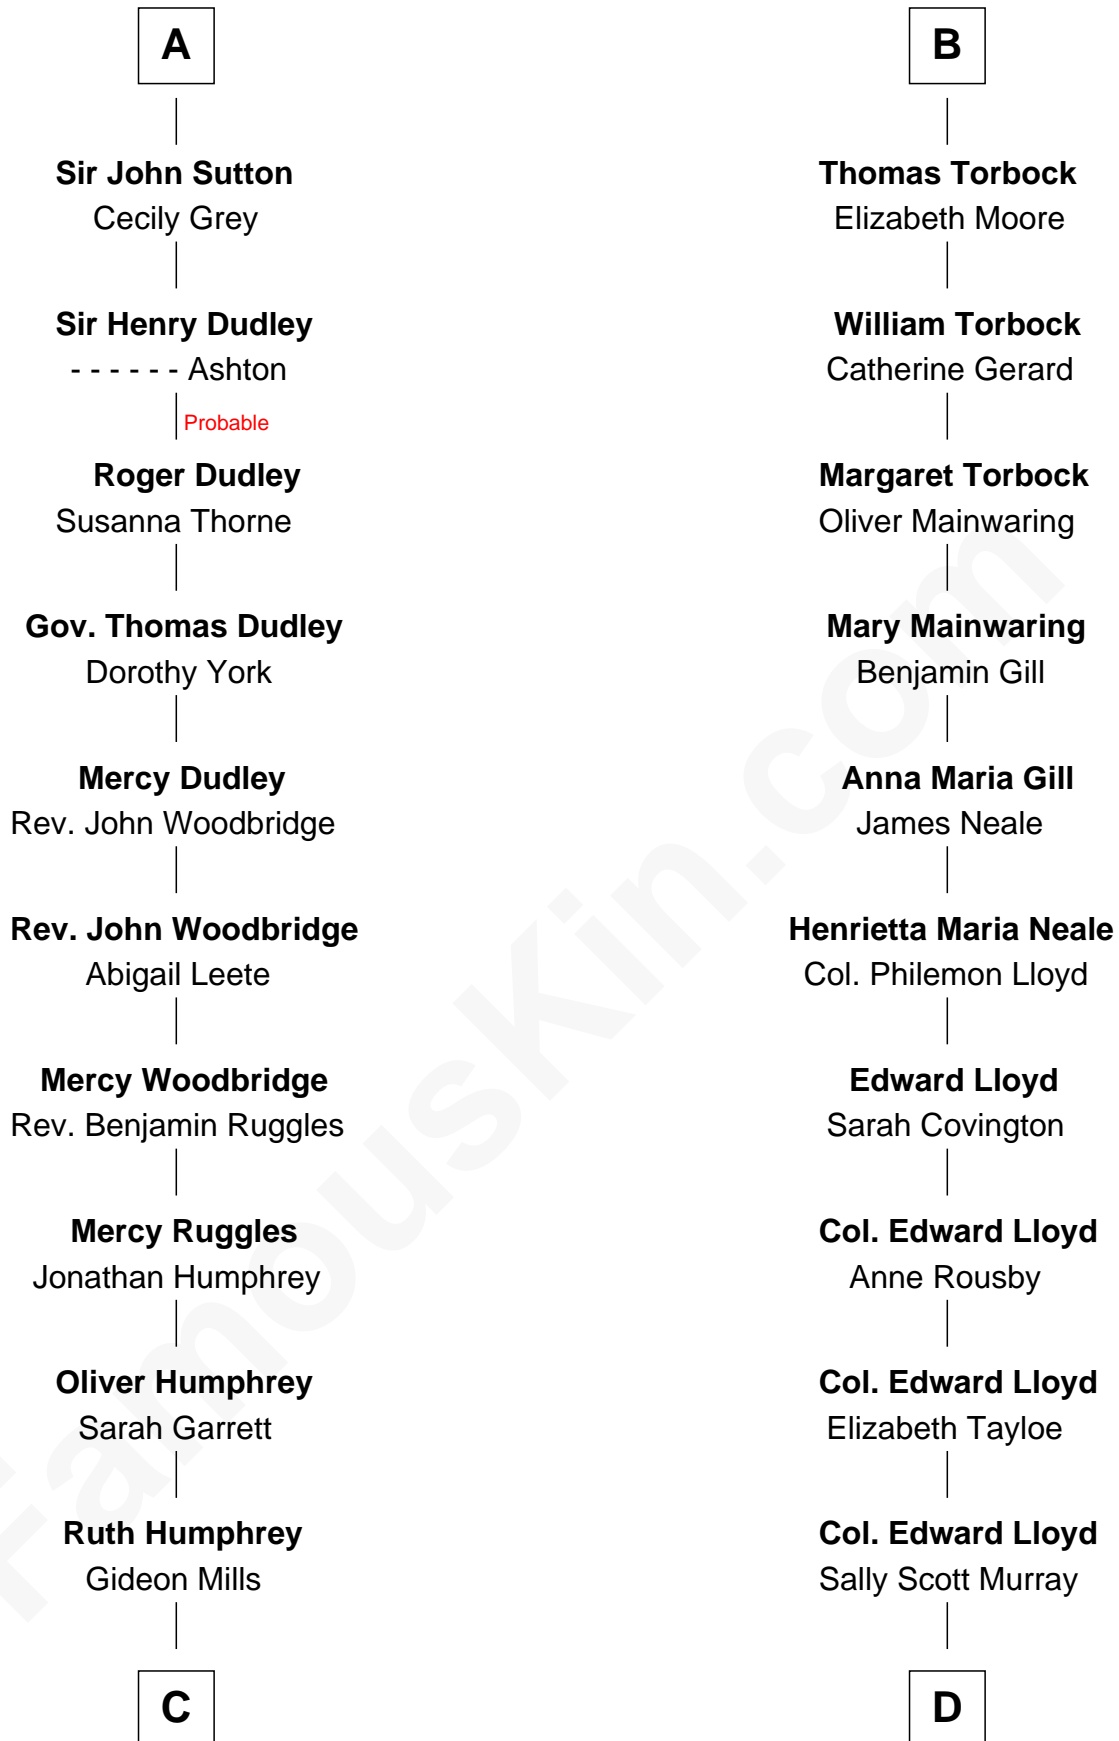 A
Sir John Sutton
Cecily Grey
Sir Henry Dudley
- - - - - - Ashton
Probable
Roger Dudley
Susanna Thorne
Gov. Thomas Dudley
Dorothy York
Mercy Dudley
Rev. John Woodbridge
Rev. John Woodbridge
Abigail Leete
Mercy Woodbridge
Rev. Benjamin Ruggles
Mercy Ruggles
Jonathan Humphrey
Oliver Humphrey
Sarah Garrett
Ruth Humphrey
Gideon Mills
C
B
Thomas Torbock
Elizabeth Moore
William Torbock
Catherine Gerard
Margaret Torbock
Oliver Mainwaring
Mary Mainwaring
Benjamin Gill
Anna Maria Gill
James Neale
Henrietta Maria Neale
Col. Philemon Lloyd
Edward Lloyd
Sarah Covington
Col. Edward Lloyd
Anne Rousby
Col. Edward Lloyd
Elizabeth Tayloe
Col. Edward Lloyd
Sally Scott Murray
D
FamousKin.com